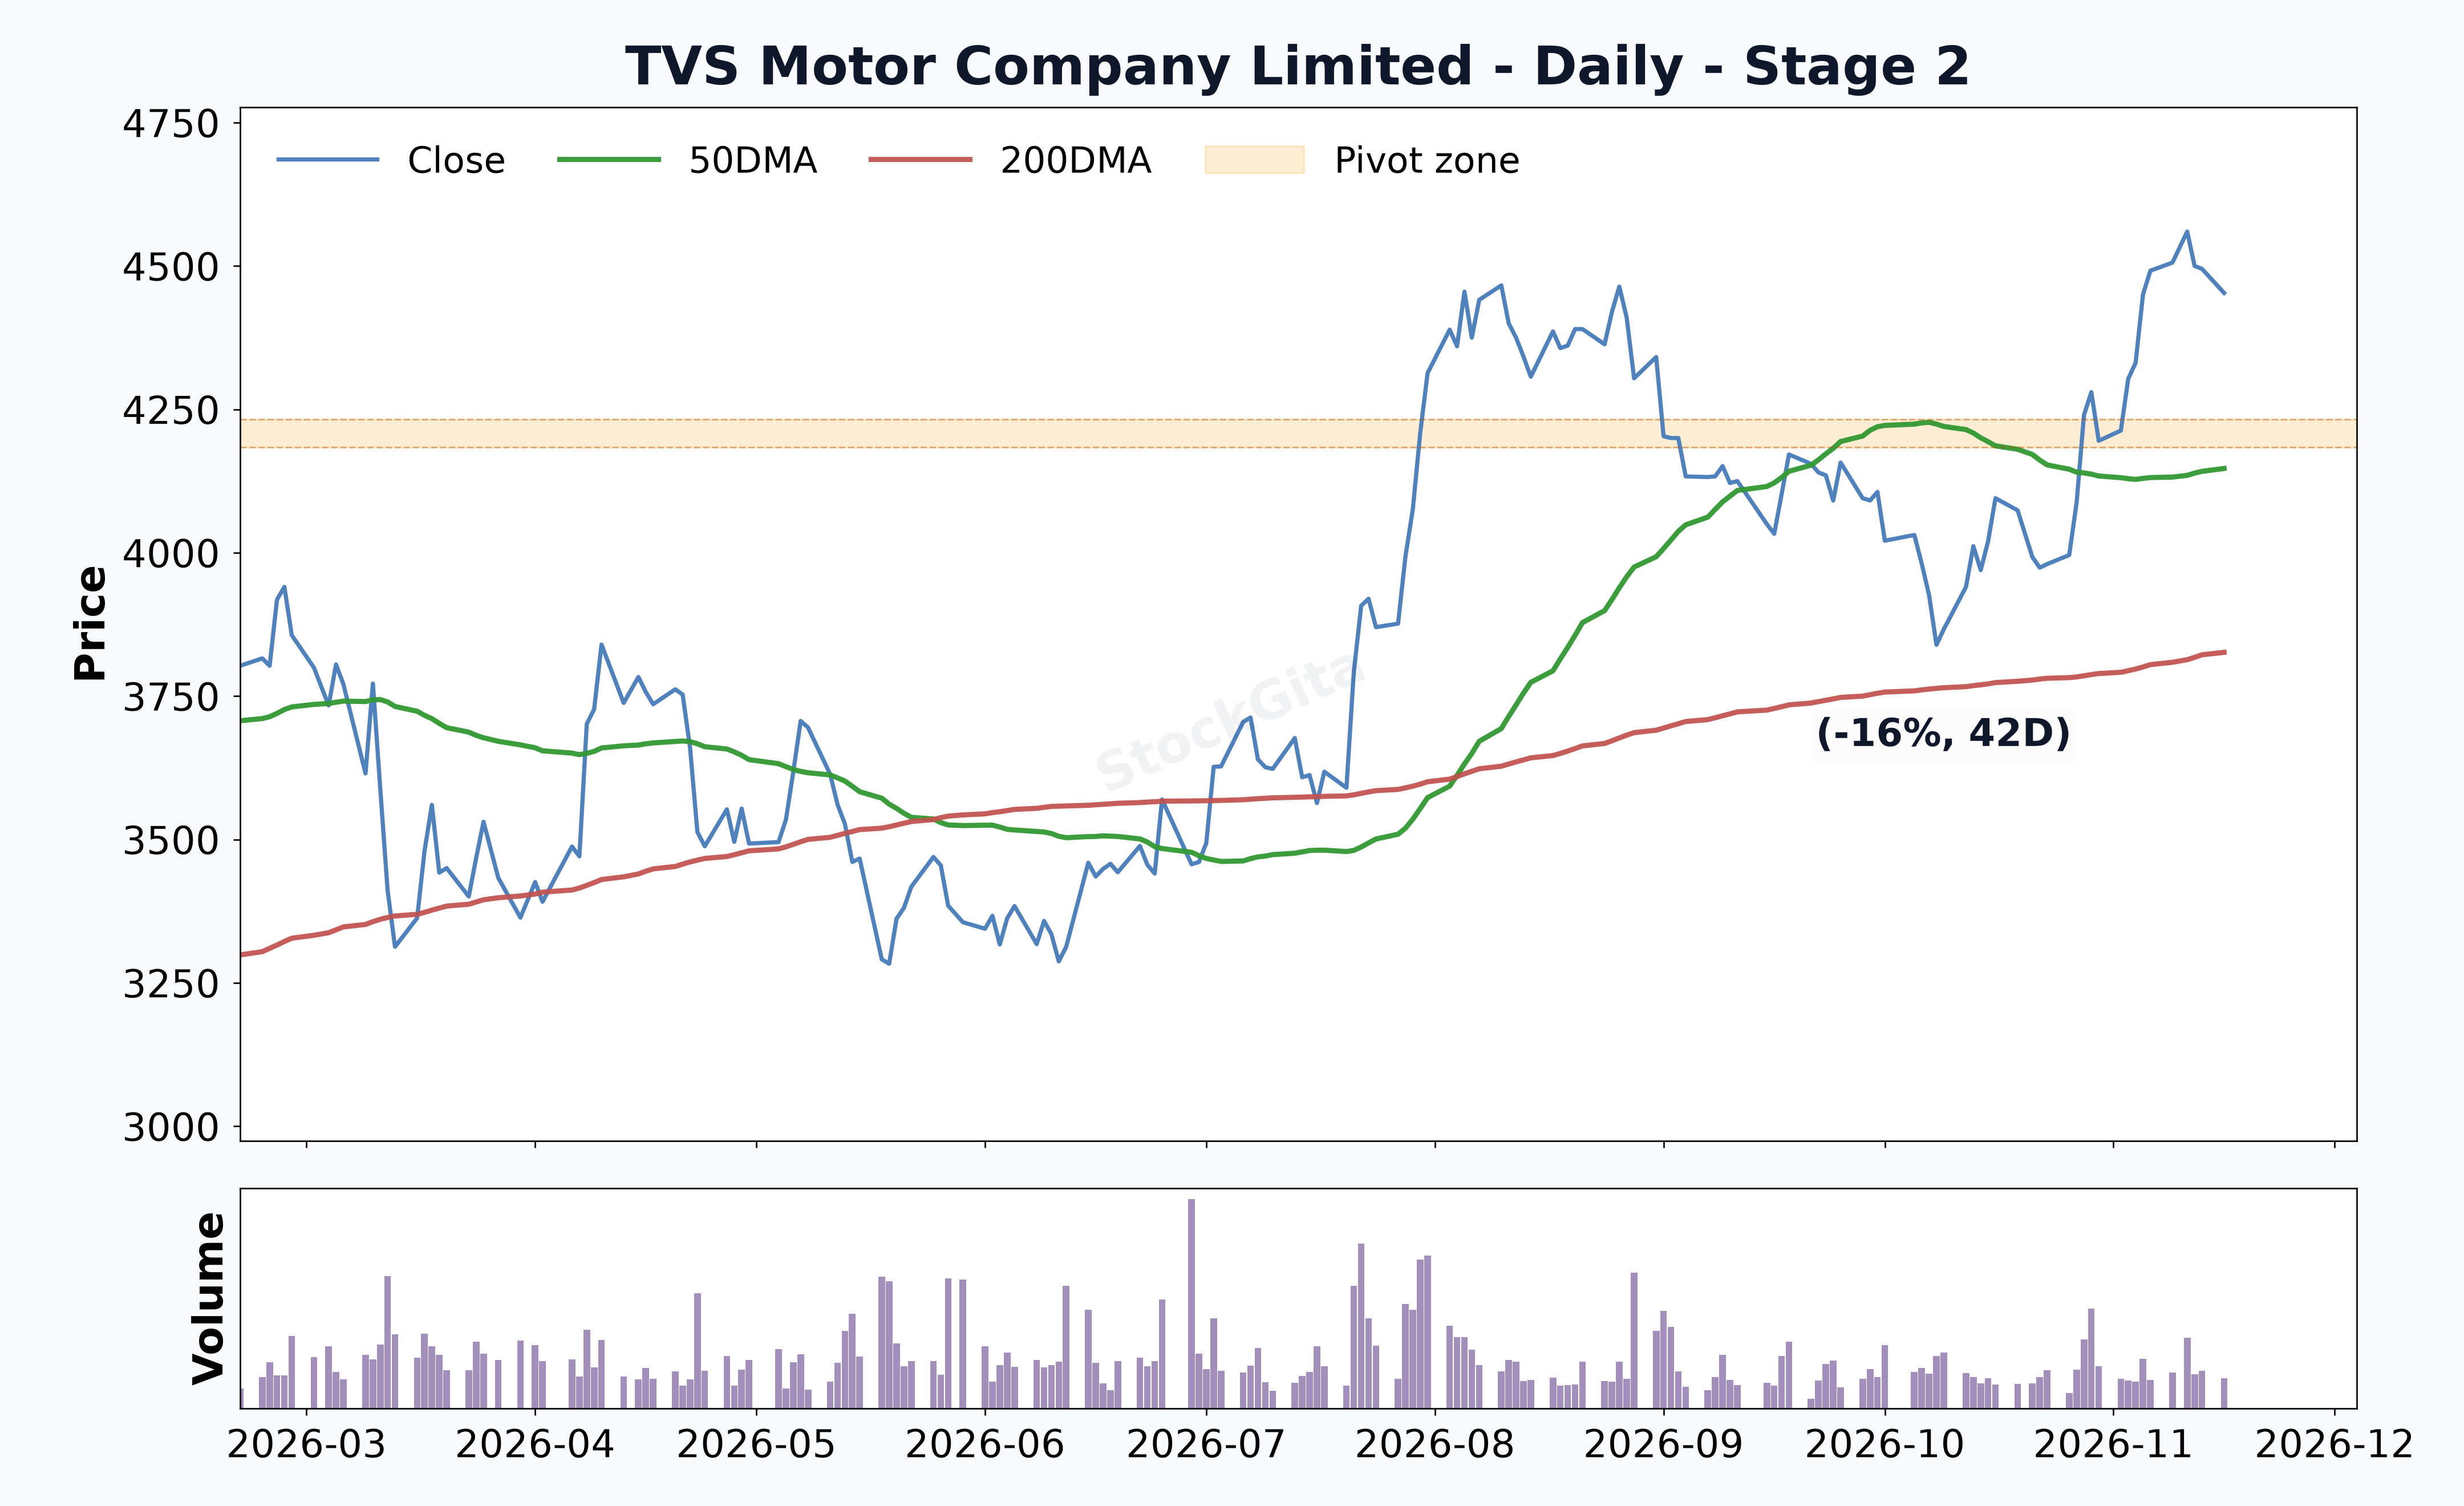 TVS Motor Company Limited - Daily - Stage 2
4750
Close 50DMA 200DMA Pivot zone
4500
4250
4000
3750
3500
3250
3000
Price
StockGita
(-16%, 42D)
Volume
2026-03 2026-04 2026-05 2026-06 2026-07 2026-08 2026-09 2026-10 2026-11 2026-12